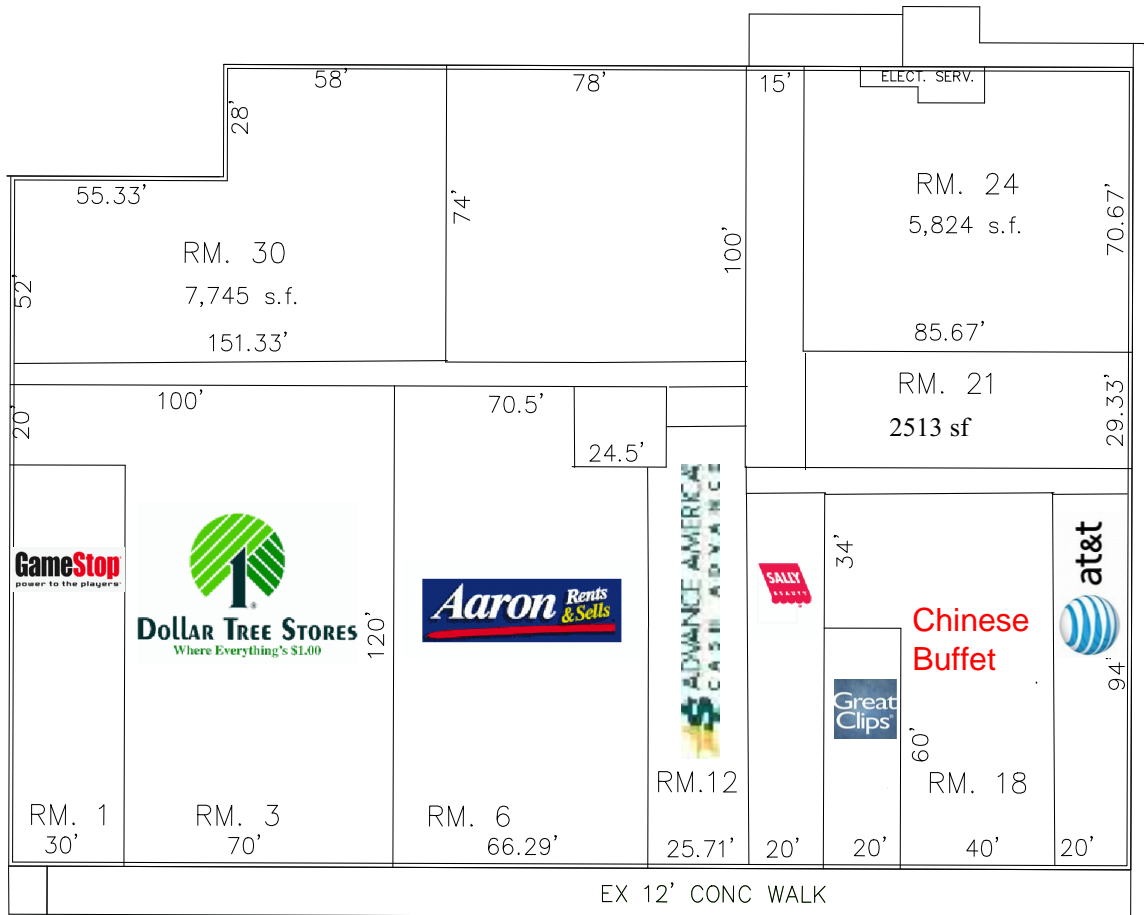 58'
78'
15'
ELECT. SERV.
28'
55.33'
74'
100'
RM. 24
5,824 s.f.
70.67'
RM. 30
7,745 s.f.
52'
151.33'
85.67'
RM. 21
2513 sf
29.33'
20'
100'
70.5'
24.5'
GameStop
power to the players
DOLLAR TREE STORES
Where Everything's $1.00
120'
Aaron Rents & Sells
ADVANCE AMERICA
CASH ADVANCE
SALLY
BEAUTY
34'
Chinese
Buffet
at&t
94'
Great
Clips
60'
RM. 1
30'
RM. 3
70'
RM. 6
66.29'
RM.12
25.71'
20'
20'
RM. 18
40'
20'
EX 12' CONC WALK